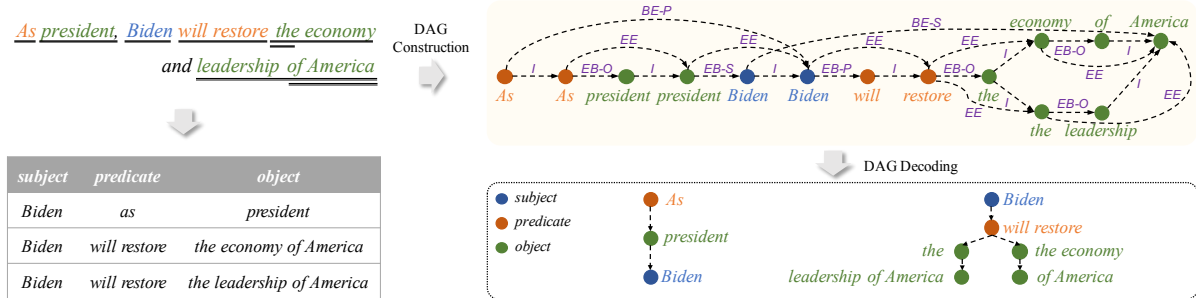 As president, Biden will restore the economy
and leadership of America
DAG
Construction
subject predicate object
Biden as president
Biden will restore the economy of America
Biden will restore the leadership of America
BE-P
BE-S
economy of America
EE EE EE EE EE
EB-O I
EE
I EB-O I EB-S I EB-P I EB-O I
As As president president Biden Biden will restore the
I
EE I EB-O EE
the leadership
DAG Decoding
subject
predicate
object
As
president
Biden
Biden
will restore
the the economy
leadership of America of America